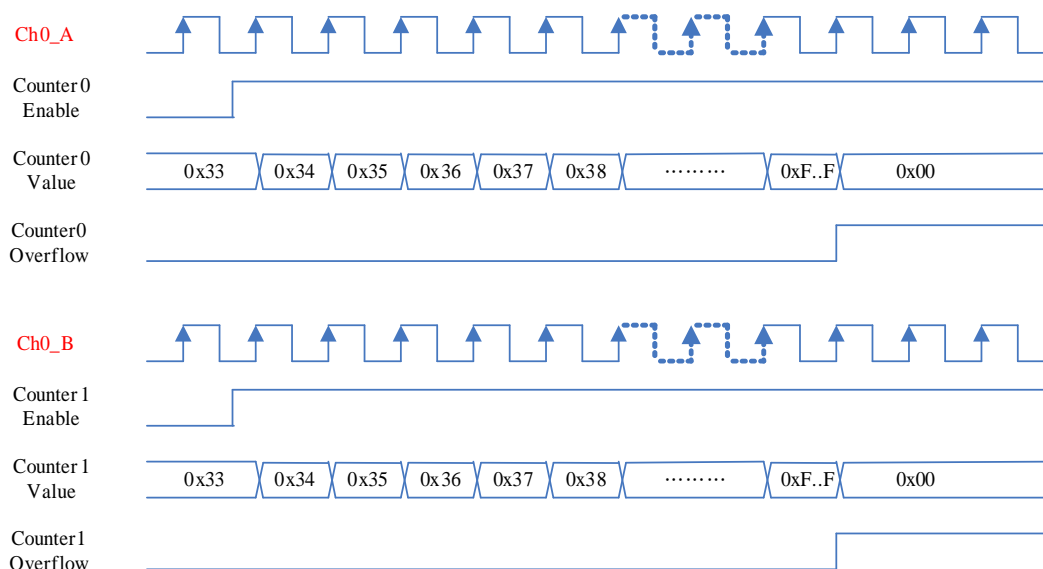 Ch0_A
Counter 0
Enable
Counter 0
Value
0x33 0x34 0x35 0x36 0x37 0x38 ········· 0xF..F 0x00
Counter0
Overflow
Ch0_B
Counter 1
Enable
Counter 1
Value
0x33 0x34 0x35 0x36 0x37 0x38 ········· 0xF..F 0x00
Counter1
Overflow